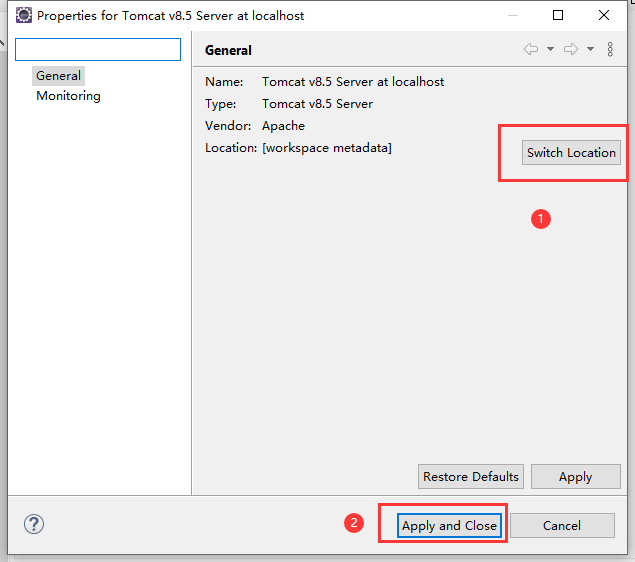 Properties for Tomcat v8.5 Server at localhost
General
Monitoring
General
Name: Tomcat v8.5 Server at localhost
Type: Tomcat v8.5 Server
Vendor: Apache
Location: [workspace metadata]
Switch Location
1
Restore Defaults
Apply
?
2
Apply and Close
Cancel